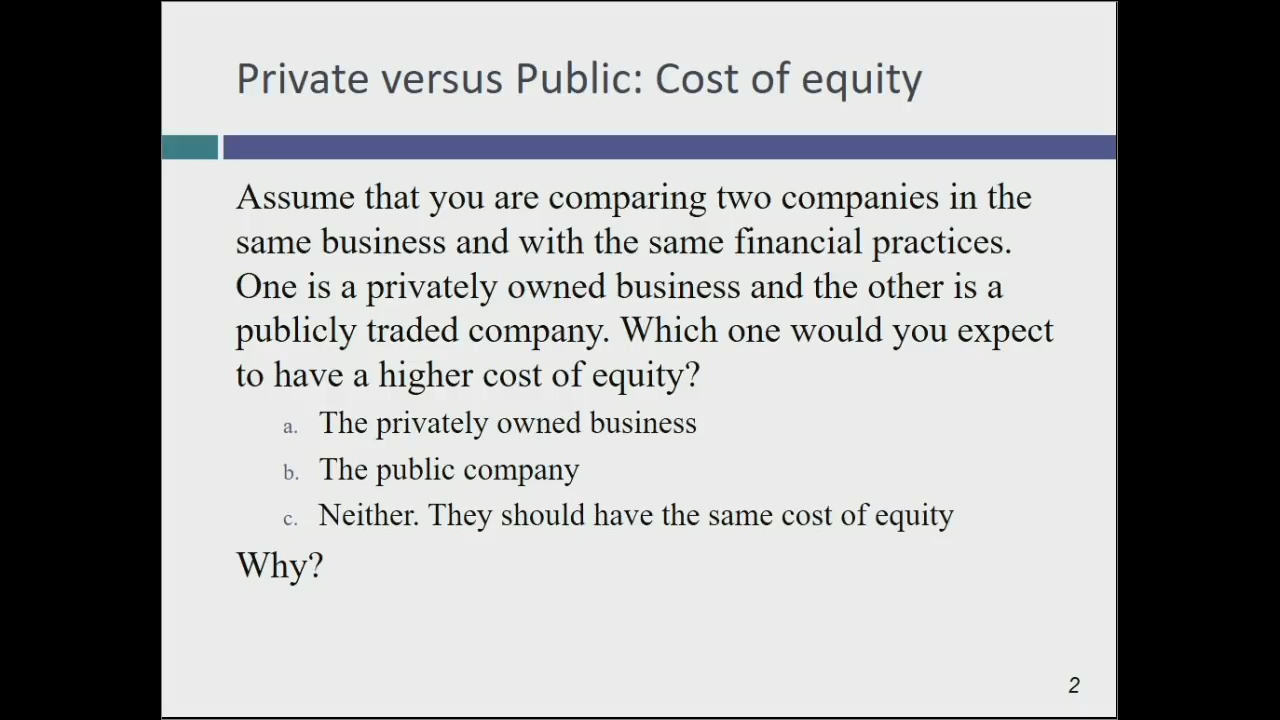 Private versus Public: Cost of equity
Assume that you are comparing two companies in the
same business and with the same financial practices.
One is a privately owned business and the other is a
publicly traded company. Which one would you expect
to have a higher cost of equity?
a. The privately owned business
b. The public company
c. Neither. They should have the same cost of equity
Why?
2